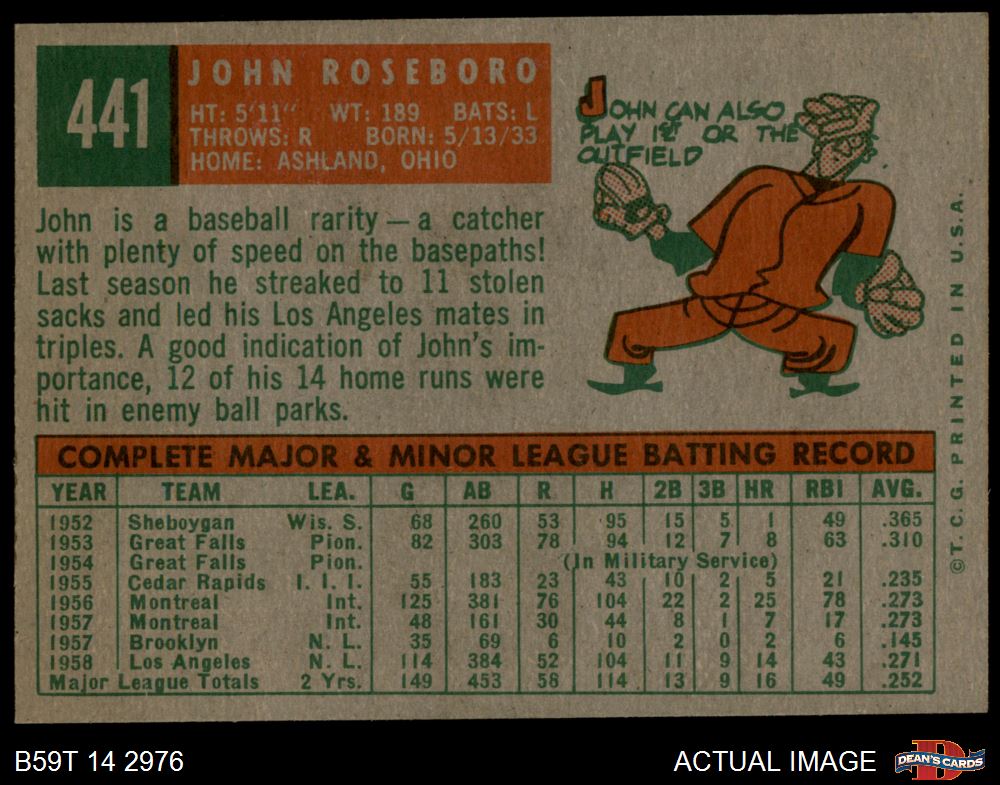 441
JOHN ROSEBORO
HT: 5'11" WT: 189 BATS: L
THROWS: R BORN: 5/13/33
HOME: ASHLAND, OHIO
JOHN CAN ALSO
PLAY 1ST OR THE
OUTFIELD
John is a baseball rarity — a catcher
with plenty of speed on the basepaths!
Last season he streaked to 11 stolen
sacks and led his Los Angeles mates in
triples. A good indication of John's im-
portance, 12 of his 14 home runs were
hit in enemy ball parks.
COMPLETE MAJOR & MINOR LEAGUE BATTING RECORD
YEAR TEAM LEA. G AB R H 2B 3B HR RBI AVG.
1952 Sheboygan Wis. S. 68 260 53 95 15 5 1 49 .365
1953 Great Falls Pion. 82 303 78 94 12 7 8 63 .310
1954 Great Falls Pion. (In Military Service)
1955 Cedar Rapids I. I. I. 55 183 23 43 10 2 5 21 .235
1956 Montreal Int. 125 381 76 104 22 2 25 78 .273
1957 Montreal Int. 48 161 30 44 8 1 7 17 .273
1957 Brooklyn N. L. 35 69 6 10 2 0 2 6 .145
1958 Los Angeles N. L. 114 384 52 104 11 9 14 43 .271
Major League Totals 2 Yrs. 149 453 58 114 13 9 16 49 .252
©T. C. G. PRINTED IN U.S.A.
B59T 14 2976
ACTUAL IMAGE
DEAN'S CARDS